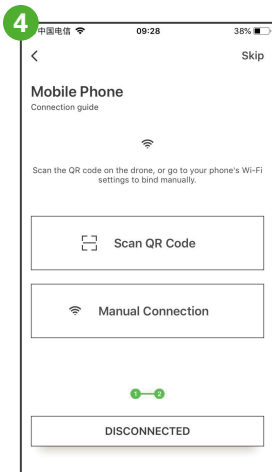 4
中国电信 09:28 38%
Skip
Mobile Phone
Connection guide
Scan the QR code on the drone, or go to your phone's Wi-Fi
settings to bind manually.
Scan QR Code
Manual Connection
1 2
DISCONNECTED